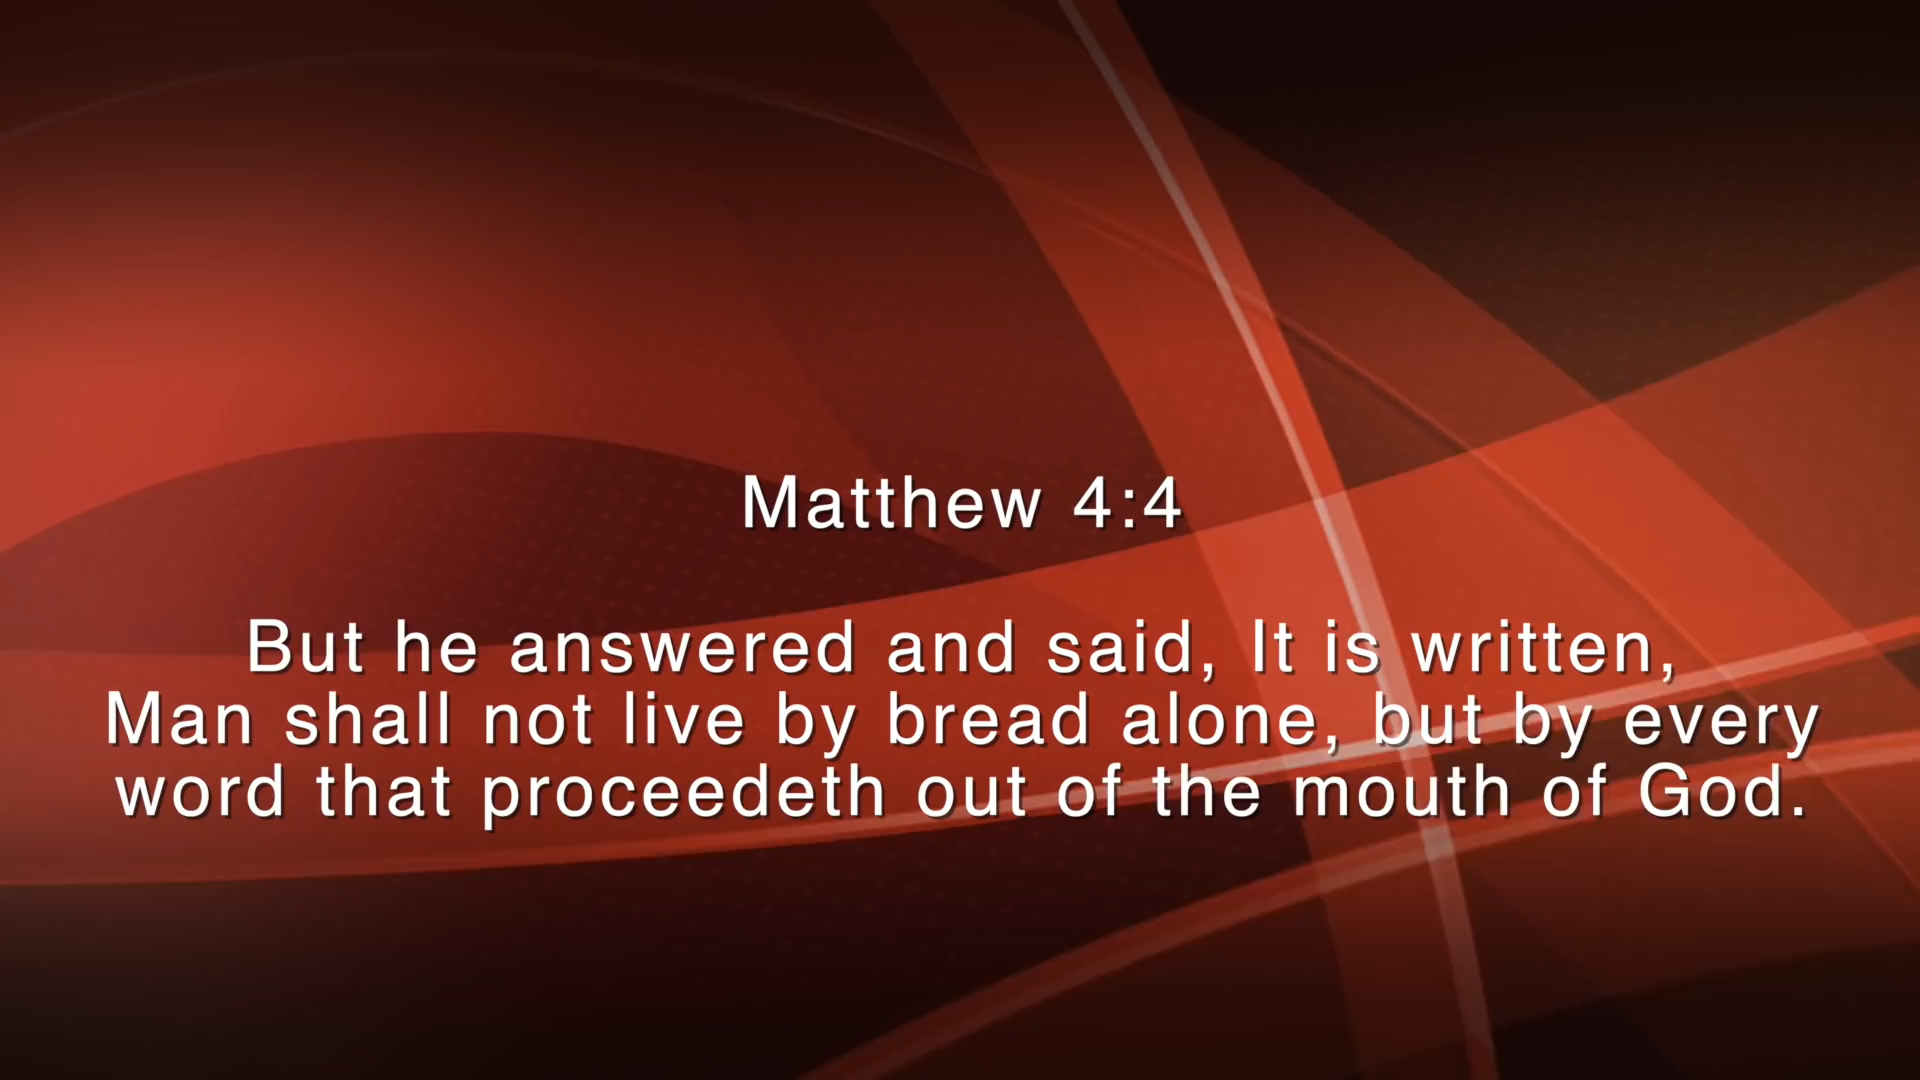 Matthew 4:4
But he answered and said, It is written,
Man shall not live by bread alone, but by every
word that proceedeth out of the mouth of God.